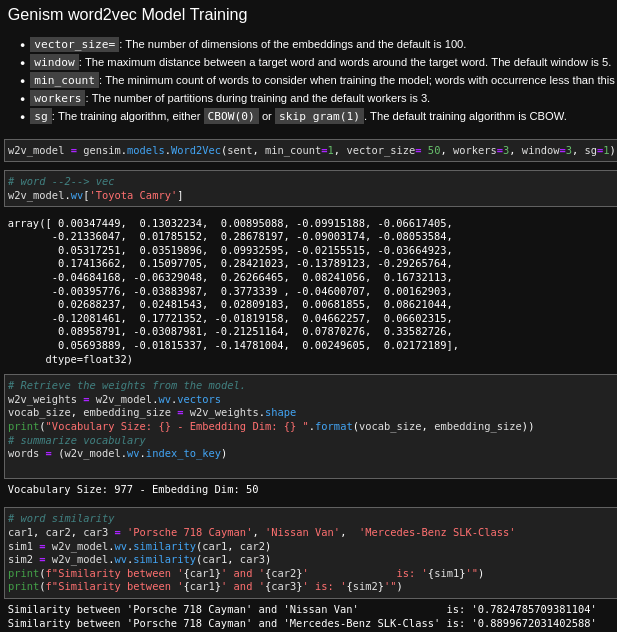 Genism word2vec Model Training
• vector_size= : The number of dimensions of the embeddings and the default is 100.
• window : The maximum distance between a target word and words around the target word. The default window is 5.
• min_count : The minimum count of words to consider when training the model; words with occurrence less than this
• workers : The number of partitions during training and the default workers is 3.
• sg : The training algorithm, either CBOW(0) or skip gram(1) . The default training algorithm is CBOW.
w2v_model = gensim.models.Word2Vec(sent, min_count=1, vector_size= 50, workers=3, window=3, sg=1)
# word --2--> vec
w2v_model.wv['Toyota Camry']
array([ 0.00347449,  0.13032234,  0.00895088, -0.09915188, -0.06617405,
-0.21336047,  0.01785152,  0.28678197, -0.09003174, -0.08053584,
0.05317251,  0.03519896,  0.09932595, -0.02155515, -0.03664923,
0.17413662,  0.15097705,  0.28421023, -0.13789123, -0.29265764,
-0.04684168, -0.06329048,  0.26266465,  0.08241056,  0.16732113,
-0.00395776, -0.03883987,  0.3773339 , -0.04600707,  0.00162903,
0.02688237,  0.02481543,  0.02809183,  0.00681855,  0.08621044,
-0.12081461,  0.17721352, -0.01819158,  0.04662257,  0.06602315,
0.08958791, -0.03087981, -0.21251164,  0.07870276,  0.33582726,
0.05693889, -0.01815337, -0.14781004,  0.00249605,  0.02172189],
dtype=float32)
# Retrieve the weights from the model.
w2v_weights = w2v_model.wv.vectors
vocab_size, embedding_size = w2v_weights.shape
print("Vocabulary Size: {} - Embedding Dim: {} ".format(vocab_size, embedding_size))
# summarize vocabulary
words = (w2v_model.wv.index_to_key)
Vocabulary Size: 977 - Embedding Dim: 50
# word similarity
car1, car2, car3 = 'Porsche 718 Cayman', 'Nissan Van',  'Mercedes-Benz SLK-Class'
sim1 = w2v_model.wv.similarity(car1, car2)
sim2 = w2v_model.wv.similarity(car1, car3)
print(f"Similarity between '{car1}' and '{car2}'              is: '{sim1}'")
print(f"Similarity between '{car1}' and '{car3}' is: '{sim2}'")
Similarity between 'Porsche 718 Cayman' and 'Nissan Van'              is: '0.7824785709381104'
Similarity between 'Porsche 718 Cayman' and 'Mercedes-Benz SLK-Class' is: '0.8899672031402588'